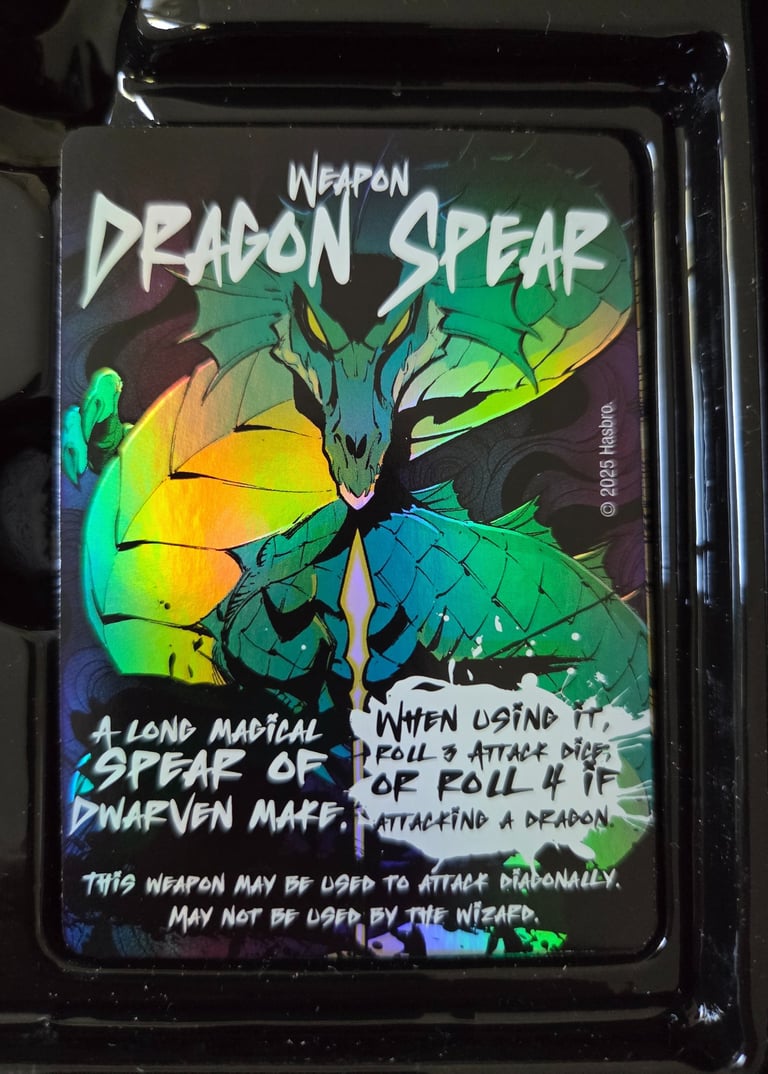 Weapon
Dragon Spear
© 2025 Hasbro.
A long magical
spear of
dwarven make.
When using it,
roll 3 attack dice,
or roll 4 if
attacking a dragon.
This weapon may be used to attack diagonally.
May not be used by the wizard.